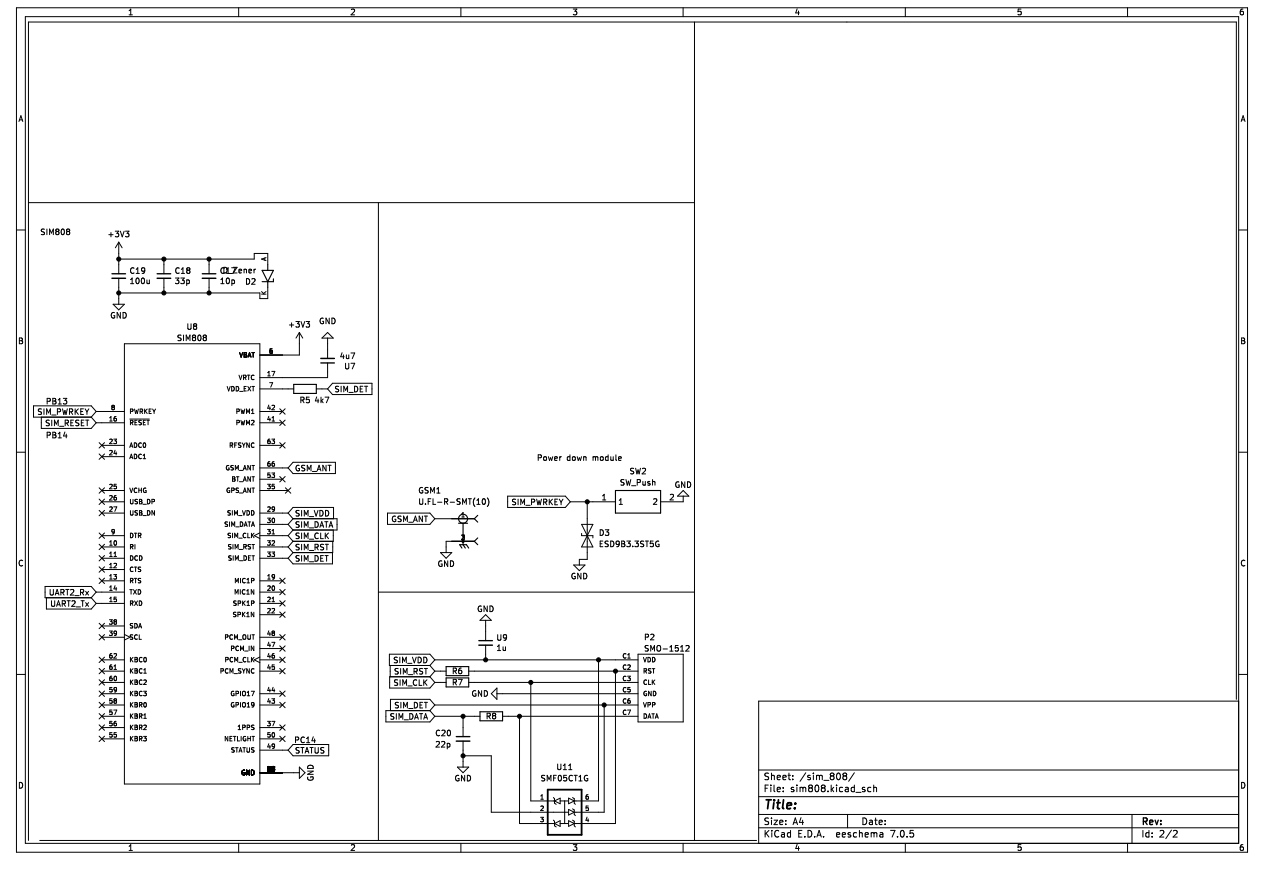 1 2 3 4 5 6
A A
B B
C C
D D
SIM808
+3V3
C19
100u
C18
33p
10p
D_Zener
D2
A
K
GND
U8
SIM808
+3V3
GND
4u7
U7
VBAT 6
VRTC 17
VDD_EXT 7
SIM_DET
R5 4k7
PB13
SIM_PWRKEY 8 PWRKEY
SIM_RESET 16 RESET
PB14
PWM1 42
PWM2 41
23 ADC0
24 ADC1
RFSYNC 63
GSM_ANT 66 GSM_ANT
BT_ANT 53
GPS_ANT 35
25 VCHG
26 USB_DP
27 USB_DN
SIM_VDD 29 SIM_VDD
SIM_DATA 30 SIM_DATA
SIM_CLK 31 SIM_CLK
SIM_RST 32 SIM_RST
SIM_DET 33 SIM_DET
9 DTR
10 RI
11 DCD
12 CTS
13 RTS
UART2_Rx 14 TXD
UART2_Tx 15 RXD
MIC1P 19
MIC1N 20
SPK1P 21
SPK1N 22
38 SDA
39 SCL
PCM_OUT 48
PCM_IN 47
PCM_CLK 46
PCM_SYNC 45
62 KBC0
61 KBC1
60 KBC2
59 KBC3
58 KBR0
57 KBR1
56 KBR2
55 KBR3
GPIO17 44
GPIO19 43
1PPS 37
NETLIGHT 50
STATUS 49
PC14
STATUS
GND
GND
Power down module
GSM1
U.FL-R-SMT(10)
GSM_ANT
GND
SW2
SW_Push
SIM_PWRKEY 1 1 2 2 GND
D3
ESD9B3.3ST5G
GND
GND
U9
1u
P2
SMO-1512
SIM_VDD C1 VDD
SIM_RST R6 C2 RST
SIM_CLK R7 C3 CLK
GND C5 GND
SIM_DET C6 VPP
SIM_DATA R8 C7 DATA
C20
22p
GND
U11
SMF05CT1G
1 6
2 5
3 4
Sheet: /sim_808/
File: sim808.kicad_sch
Title:
Size: A4 Date: Rev:
KiCad E.D.A. eeschema 7.0.5 Id: 2/2
1 2 3 4 5 6